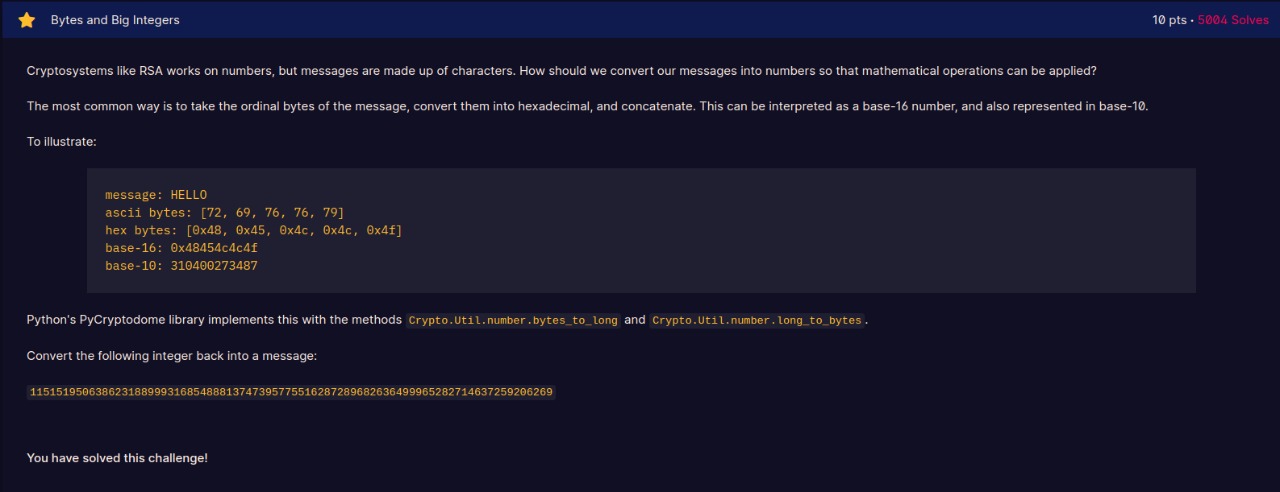 Bytes and Big Integers
10 pts • 5004 Solves
Cryptosystems like RSA works on numbers, but messages are made up of characters. How should we convert our messages into numbers so that mathematical operations can be applied?
The most common way is to take the ordinal bytes of the message, convert them into hexadecimal, and concatenate. This can be interpreted as a base-16 number, and also represented in base-10.
To illustrate:
message: HELLO
ascii bytes: [72, 69, 76, 76, 79]
hex bytes: [0x48, 0x45, 0x4c, 0x4c, 0x4f]
base-16: 0x48454c4c4f
base-10: 310400273487
Python's PyCryptodome library implements this with the methods Crypto.Util.number.bytes_to_long and Crypto.Util.number.long_to_bytes.
Convert the following integer back into a message:
11515195063862318899931685488813747395775516287289682636499965282714637259206269
You have solved this challenge!